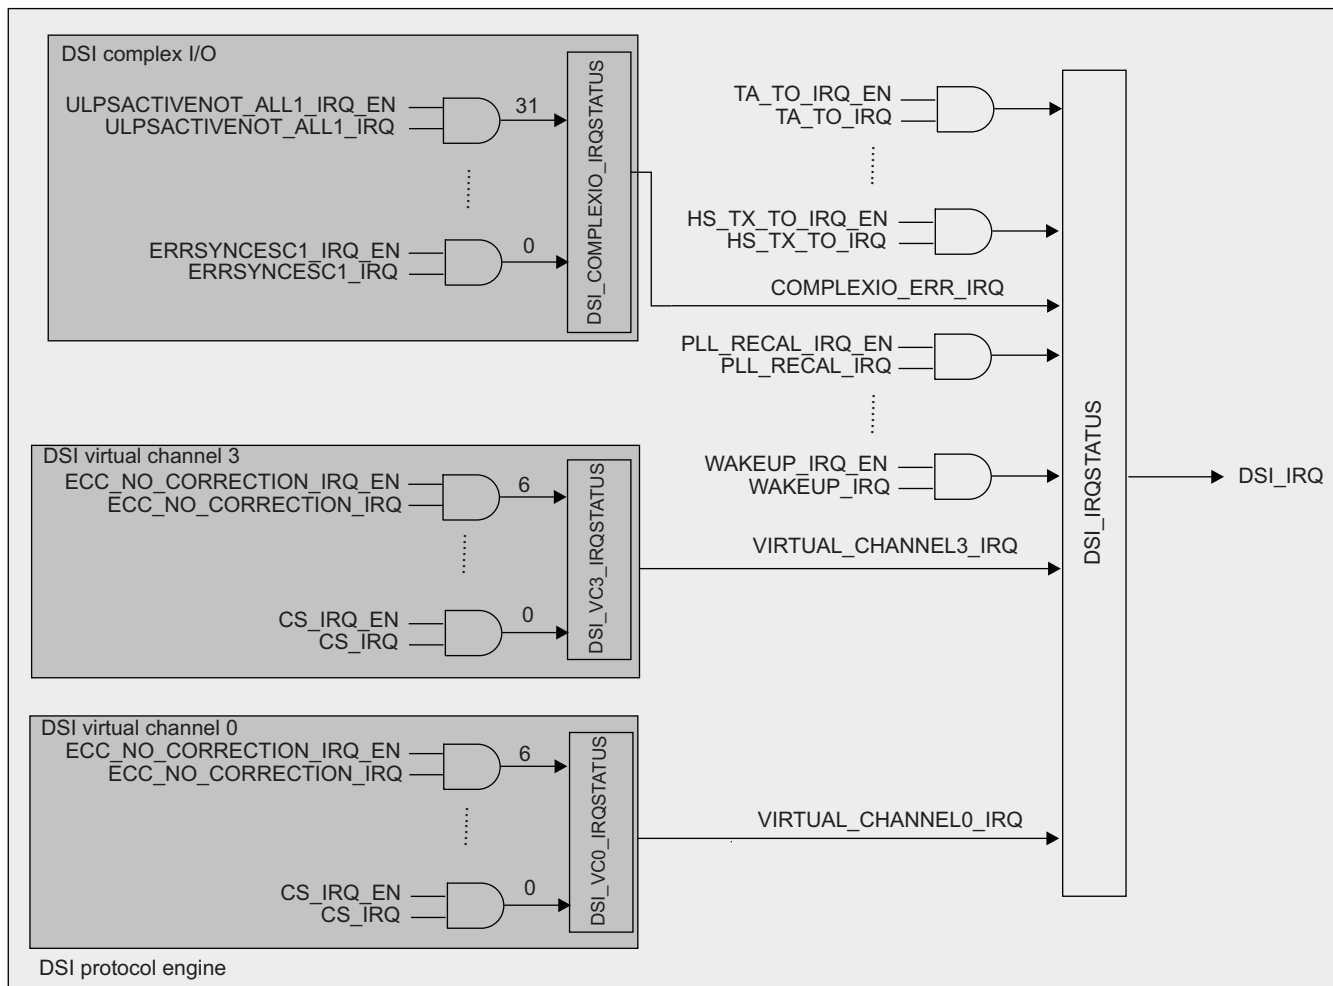 DSI complex I/O
ULPSACTIVENOT_ALL1_IRQ_EN
ULPSACTIVENOT_ALL1_IRQ
31
ERRSYNCESC1_IRQ_EN
ERRSYNCESC1_IRQ
0
DSI_COMPLEXIO_IRQSTATUS
TA_TO_IRQ_EN
TA_TO_IRQ
HS_TX_TO_IRQ_EN
HS_TX_TO_IRQ
COMPLEXIO_ERR_IRQ
PLL_RECAL_IRQ_EN
PLL_RECAL_IRQ
WAKEUP_IRQ_EN
WAKEUP_IRQ
DSI_IRQSTATUS
DSI_IRQ
DSI virtual channel 3
ECC_NO_CORRECTION_IRQ_EN
ECC_NO_CORRECTION_IRQ
6
CS_IRQ_EN
CS_IRQ
0
DSI_VC3_IRQSTATUS
VIRTUAL_CHANNEL3_IRQ
DSI virtual channel 0
ECC_NO_CORRECTION_IRQ_EN
ECC_NO_CORRECTION_IRQ
6
CS_IRQ_EN
CS_IRQ
0
DSI_VC0_IRQSTATUS
VIRTUAL_CHANNEL0_IRQ
DSI protocol engine